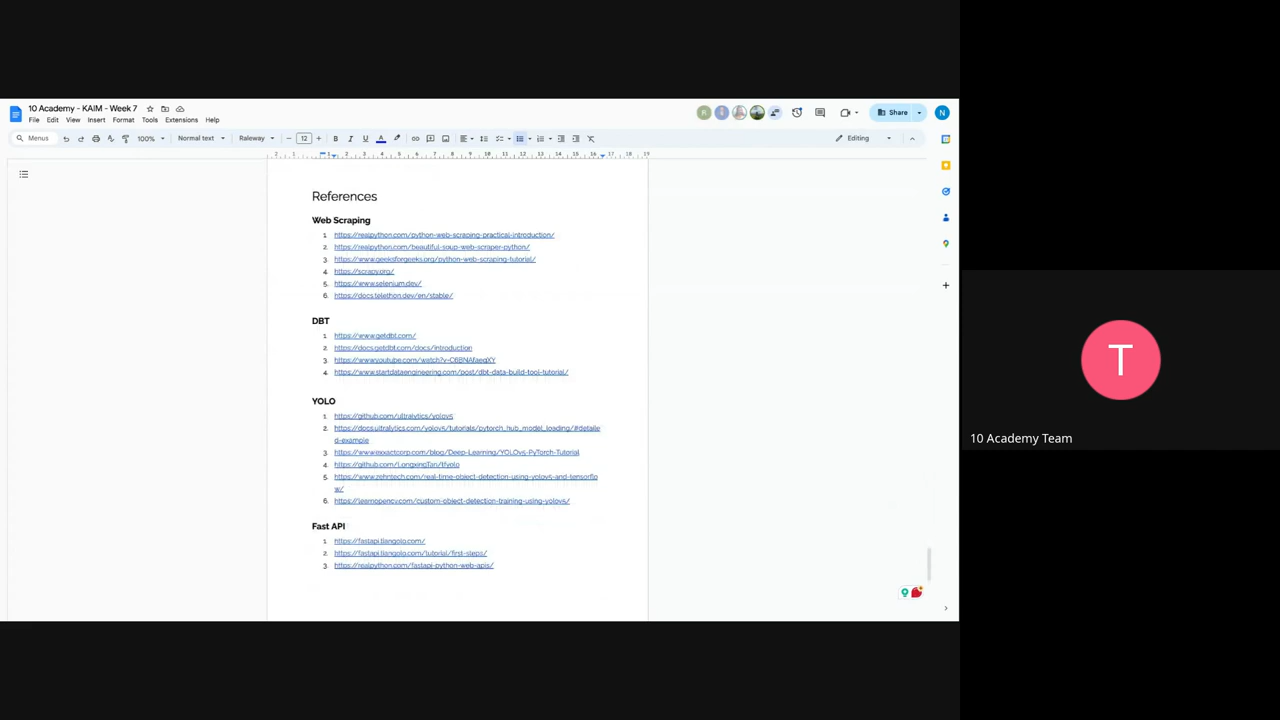 10 Academy - KAIM - Week 7
File Edit View Insert Format Tools Extensions Help
Share
N
Menus
100%
Normal text
Raleway
12
Editing
References
Web Scraping
1. https://realpython.com/python-web-scraping-practical-introduction/
2. https://realpython.com/beautiful-soup-web-scraper-python/
3. https://www.geeksforgeeks.org/python-web-scraping-tutorial/
4. https://scrapy.org/
5. https://www.selenium.dev/
6. https://docs.telethon.dev/en/stable/
DBT
1. https://www.getdbt.com/
2. https://docs.getdbt.com/docs/introduction
3. https://www.youtube.com/watch?v=C6BNAfaeqXY
4. https://www.startdataengineering.com/post/dbt-data-build-tool-tutorial/
YOLO
1. https://github.com/ultralytics/yolov5
2. https://docs.ultralytics.com/yolov5/tutorials/pytorch_hub_model_loading/#detaile
d-example
3. https://www.exxactcorp.com/blog/Deep-Learning/YOLOv5-PyTorch-Tutorial
4. https://github.com/LongxingTan/tfyolo
5. https://www.zehntech.com/real-time-object-detection-using-yolov5-and-tensorflo
w/
6. https://learnopencv.com/custom-object-detection-training-using-yolov5/
Fast API
1. https://fastapi.tiangolo.com/
2. https://fastapi.tiangolo.com/tutorial/first-steps/
3. https://realpython.com/fastapi-python-web-apis/
T
10 Academy Team